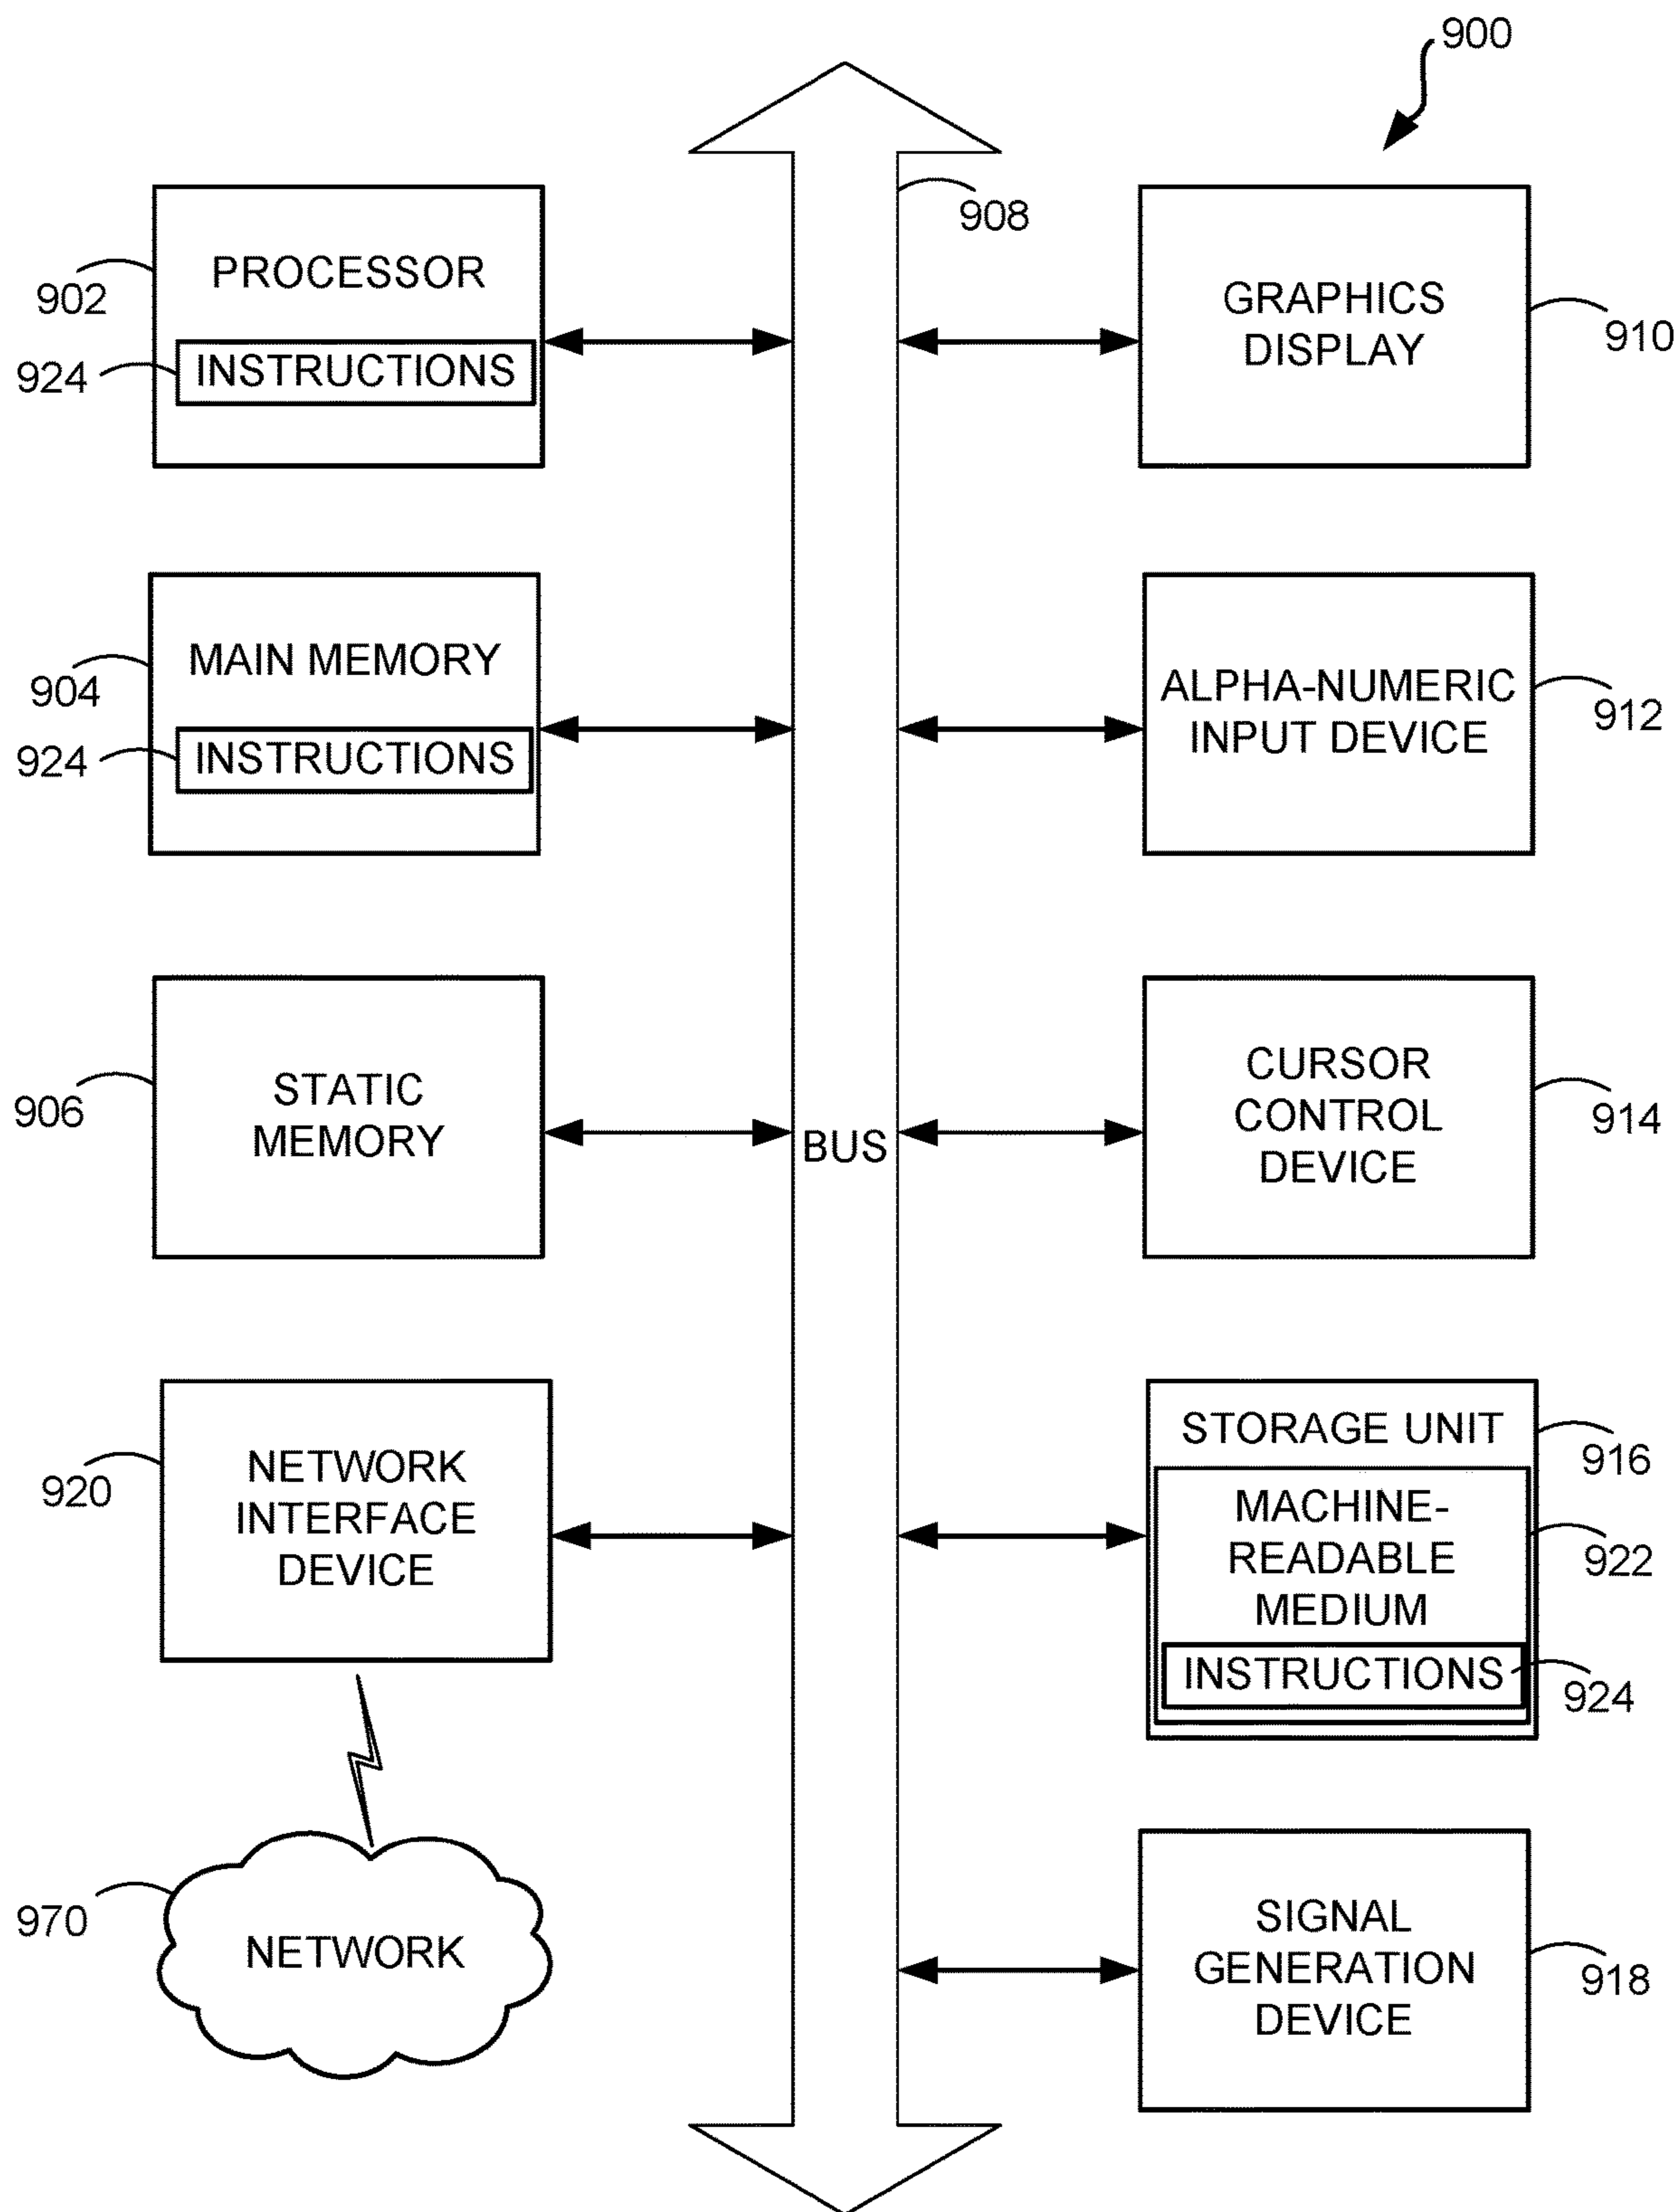 900
908
PROCESSOR
902
INSTRUCTIONS
924
GRAPHICS
DISPLAY
910
MAIN MEMORY
904
INSTRUCTIONS
924
ALPHA-NUMERIC
INPUT DEVICE
912
STATIC
MEMORY
906
BUS
CURSOR
CONTROL
DEVICE
914
NETWORK
INTERFACE
DEVICE
920
STORAGE UNIT
916
MACHINE-
READABLE
MEDIUM
922
INSTRUCTIONS
924
NETWORK
970
SIGNAL
GENERATION
DEVICE
918